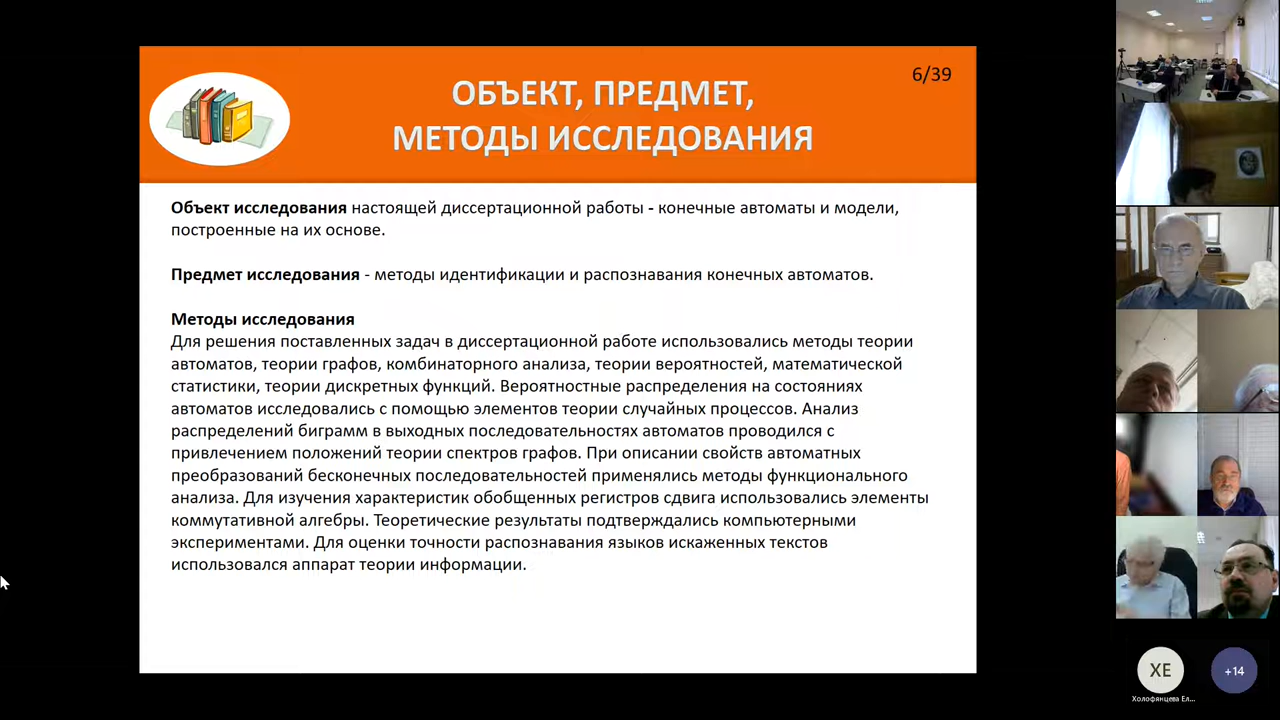 6/39
ОБЪЕКТ, ПРЕДМЕТ,
МЕТОДЫ ИССЛЕДОВАНИЯ
Объект исследования настоящей диссертационной работы - конечные автоматы и модели,
построенные на их основе.
Предмет исследования - методы идентификации и распознавания конечных автоматов.
Методы исследования
Для решения поставленных задач в диссертационной работе использовались методы теории
автоматов, теории графов, комбинаторного анализа, теории вероятностей, математической
статистики, теории дискретных функций. Вероятностные распределения на состояниях
автоматов исследовались с помощью элементов теории случайных процессов. Анализ
распределений биграмм в выходных последовательностях автоматов проводился с
привлечением положений теории спектров графов. При описании свойств автоматных
преобразований бесконечных последовательностей применялись методы функционального
анализа. Для изучения характеристик обобщенных регистров сдвига использовались элементы
коммутативной алгебры. Теоретические результаты подтверждались компьютерными
экспериментами. Для оценки точности распознавания языков искаженных текстов
использовался аппарат теории информации.
ХЕ
+14
Холофянцева Ел...